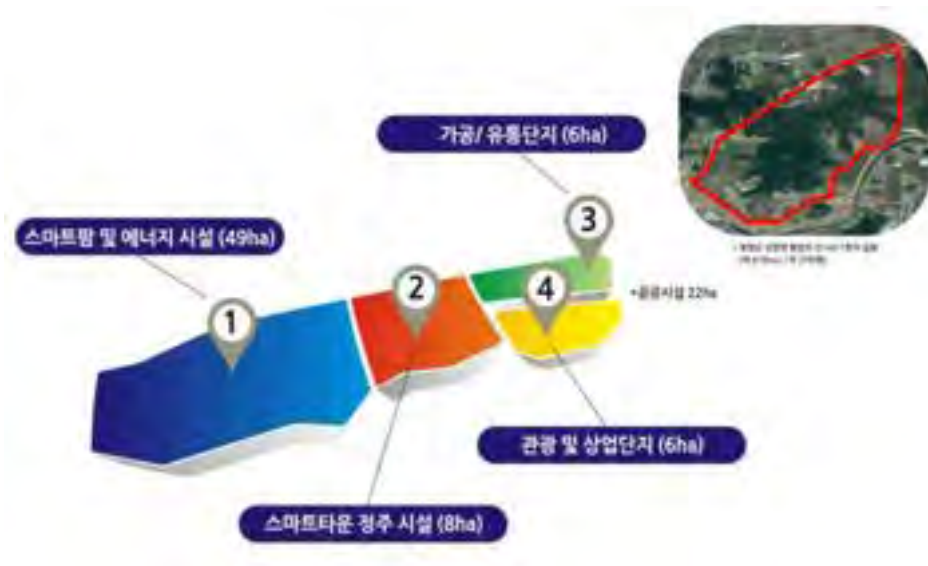 가공/ 유통단지 (6ha)
스마트팜 및 에너지 시설 (49ha)
3
2
4
1
*공공시설 22ha
관광 및 상업단지 (6ha)
스마트타운 정주 시설 (8ha)